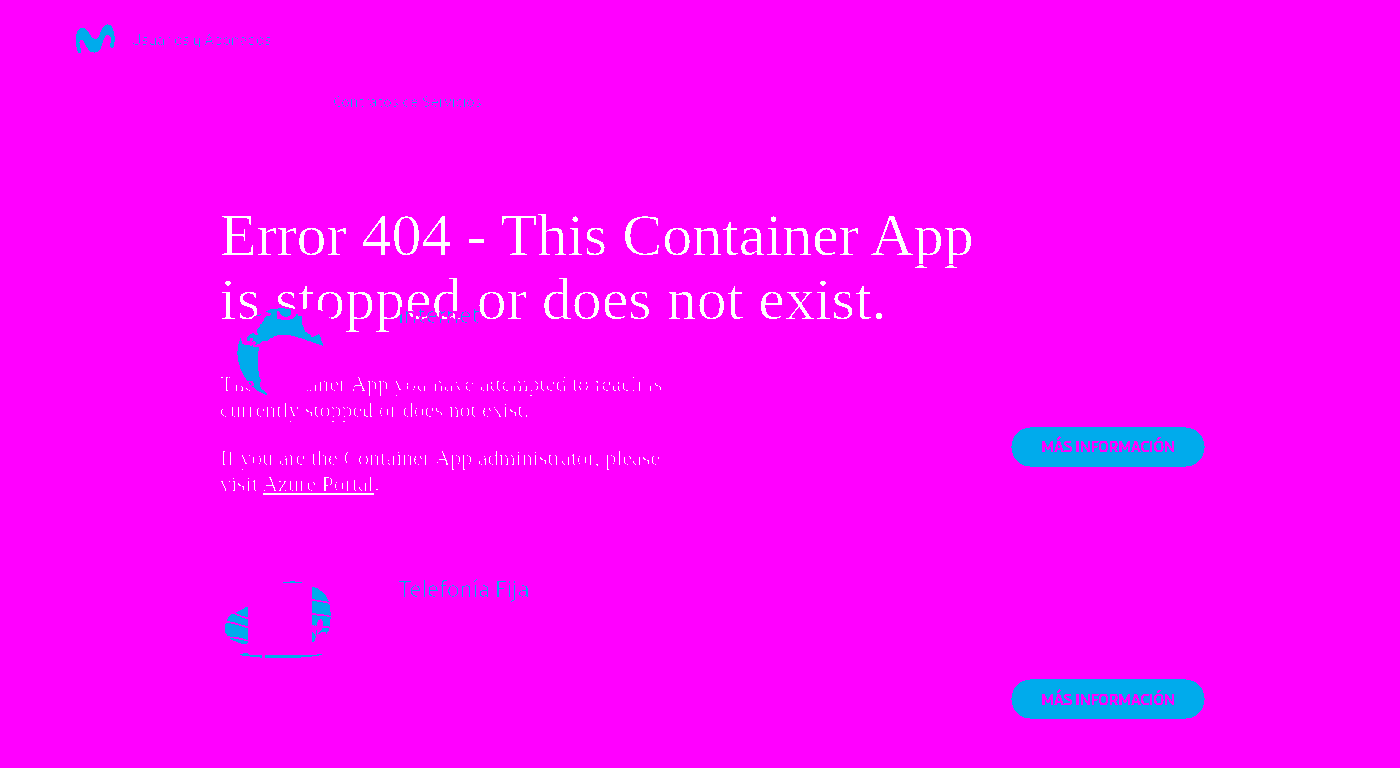 Error 404 - This Container App
is stopped or does not exist.
Internet
The Container App you have attempted to reach is
currently stopped or does not exist.
MÁS INFORMACIÓN
If you are the Container App administrator, please
visit Azure Portal.
Telefonía Fija
MÁS INFORMACIÓN